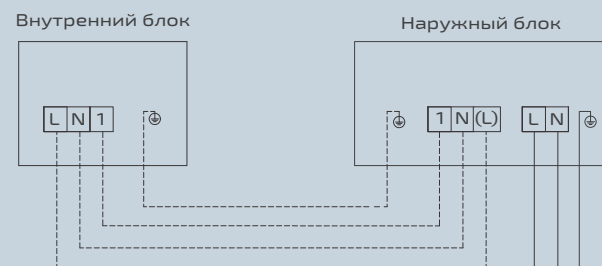 Внутренний блок
Наружный блок
L N 1
1 N (L)
L N